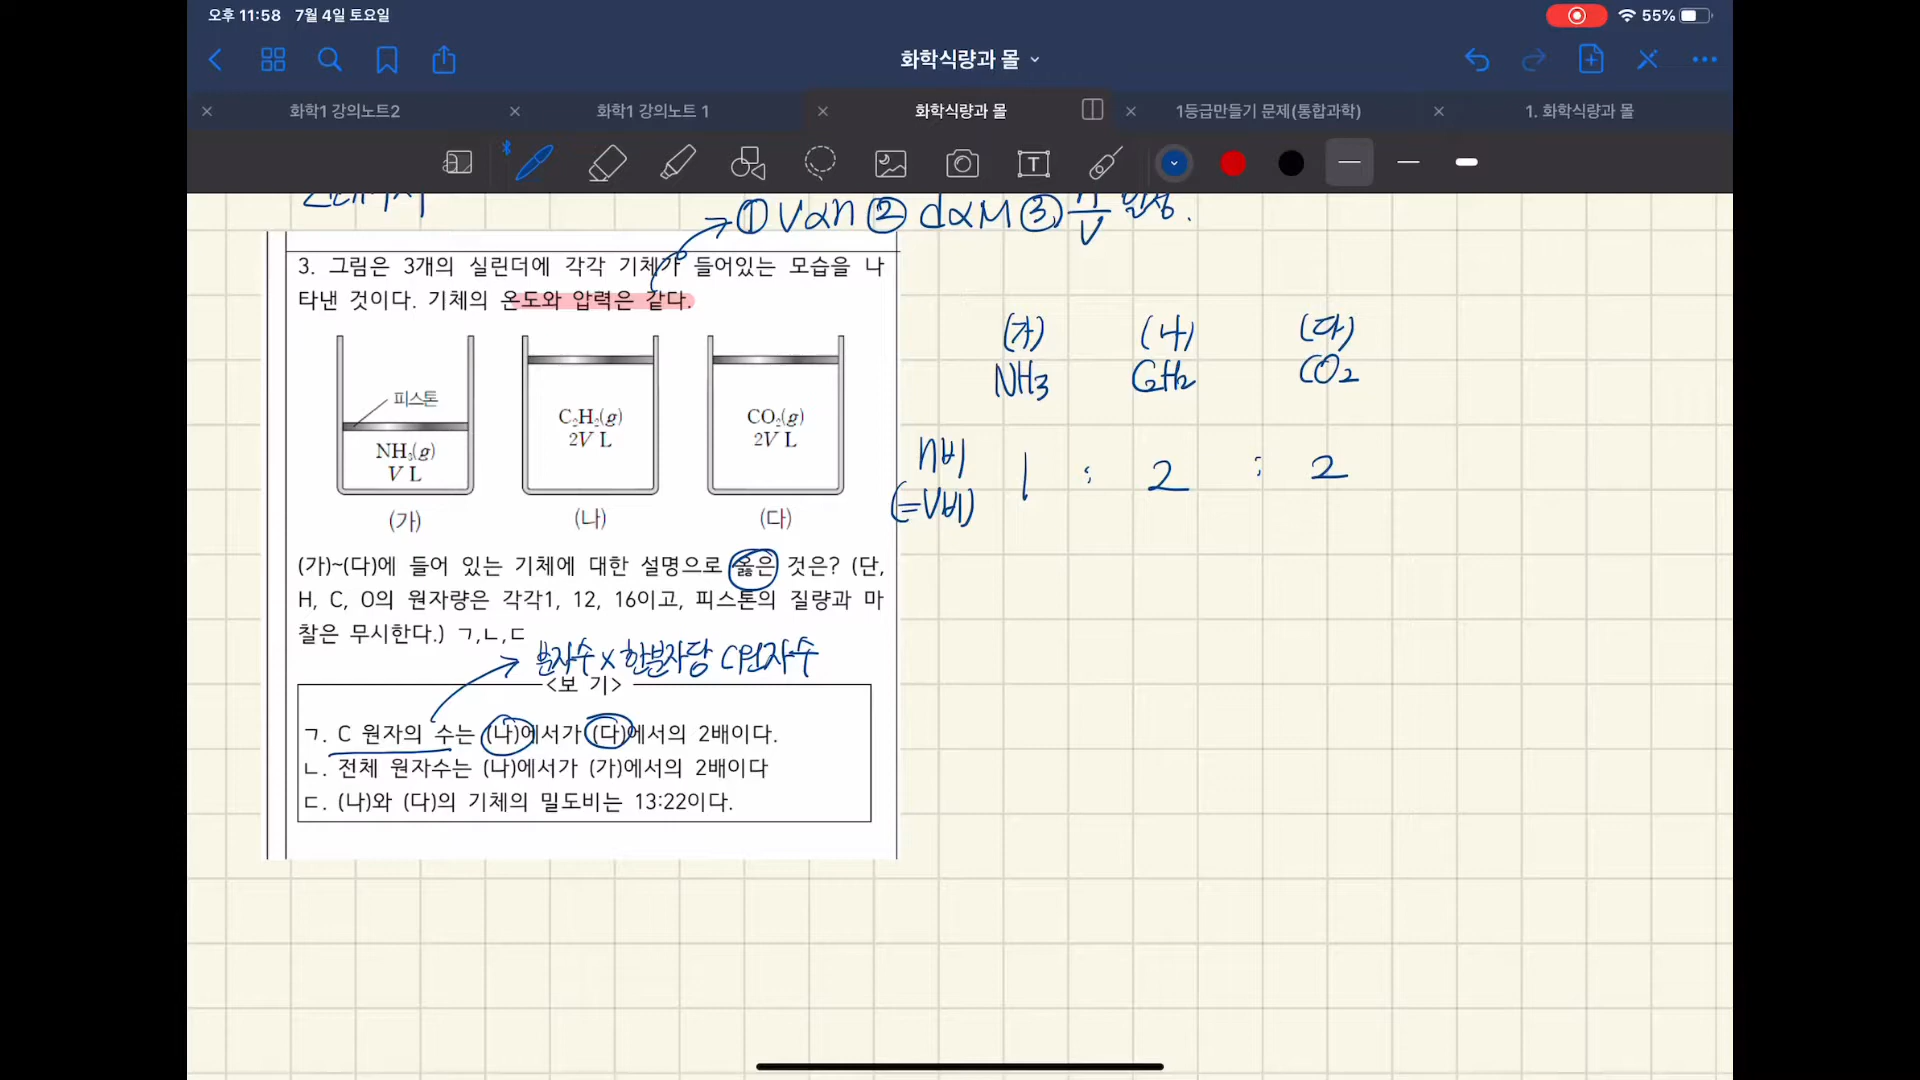 오후 11:58 7월 4일 토요일
55%
화학식량과 몰
화학1 강의노트2
화학1 강의노트 1
화학식량과 몰
1등급만들기 문제(통합과학)
1. 화학식량과 몰
① V∝n ② d∝M ③ n/V 일정.
3. 그림은 3개의 실린더에 각각 기체가 들어있는 모습을 나
타낸 것이다. 기체의 온도와 압력은 같다.
피스톤
NH₃(g)
V L
(가)
C₂H₂(g)
2V L
(나)
CO₂(g)
2V L
(다)
(가) (나) (다)
NH3 C2H2 CO2
n비 1 : 2 : 2
(=V비)
(가)~(다)에 들어 있는 기체에 대한 설명으로 옳은 것은? (단,
H, C, O의 원자량은 각각1, 12, 16이고, 피스톤의 질량과 마
찰은 무시한다.) ㄱ,ㄴ,ㄷ
분자수 × 한분자당 C원자수
<보 기>
ㄱ. C 원자의 수는 (나)에서가 (다)에서의 2배이다.
ㄴ. 전체 원자수는 (나)에서가 (가)에서의 2배이다
ㄷ. (나)와 (다)의 기체의 밀도비는 13:22이다.